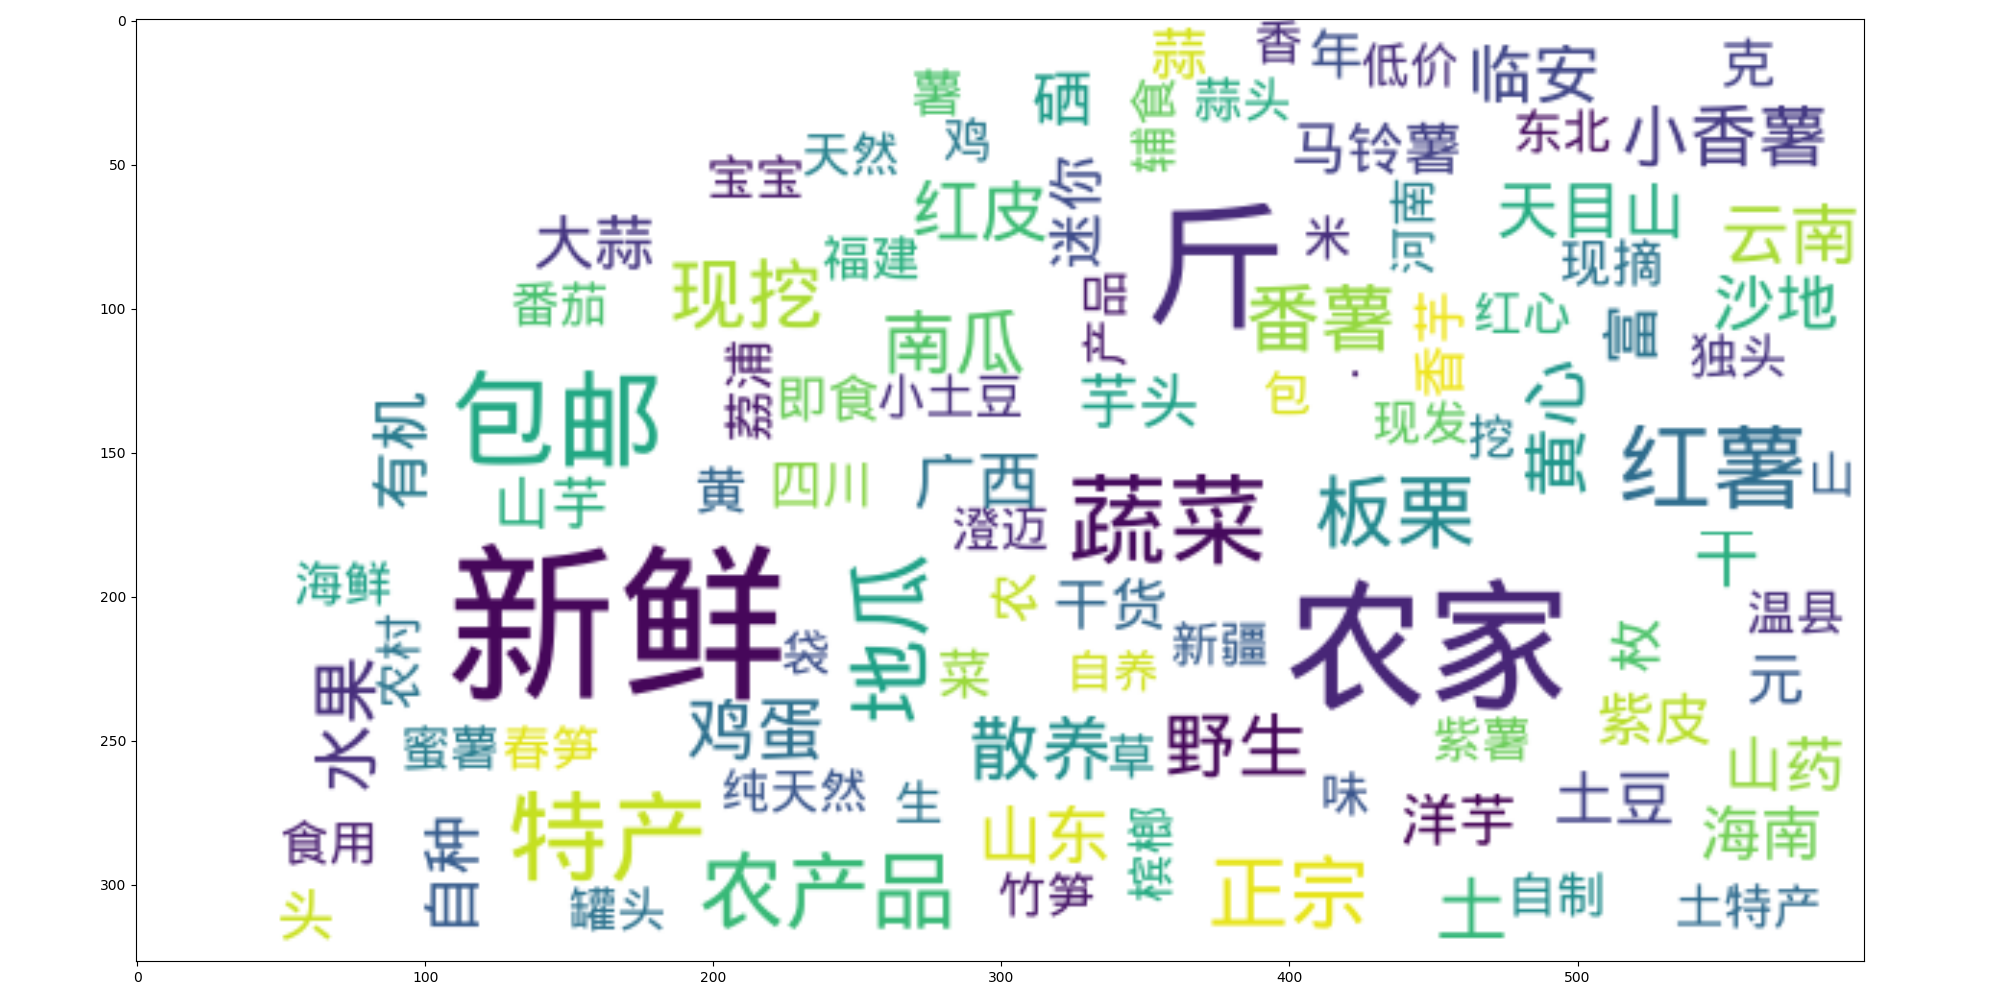 0
50
100
150
200
250
300
0
100
200
300
400
500
蒜
香
年
低价
临安
克
薯
硒
辅食
蒜头
小香薯
东北
马铃薯
鸡
天然
宝宝
迷你
红皮
斤
米
河南
天目山
云南
大蒜
福建
现摘
现挖
番茄
产品
番薯
香芋
红心
富
沙地
南瓜
独头
荔浦
包邮
即食
小土豆
芋头
包
·
现发
挖
黄心
有机
红薯
山
黄
四川
广西
山芋
澄迈
蔬菜
板栗
干
新鲜
海鲜
地瓜
农
干货
农家
温县
农村
袋
新疆
枚
菜
自养
元
水果
蜜薯
春笋
鸡蛋
散养
草
野生
紫薯
紫皮
山药
纯天然
生
味
洋芋
土豆
特产
食用
自种
山东
槟榔
海南
农产品
竹笋
正宗
土
自制
土特产
头
罐头